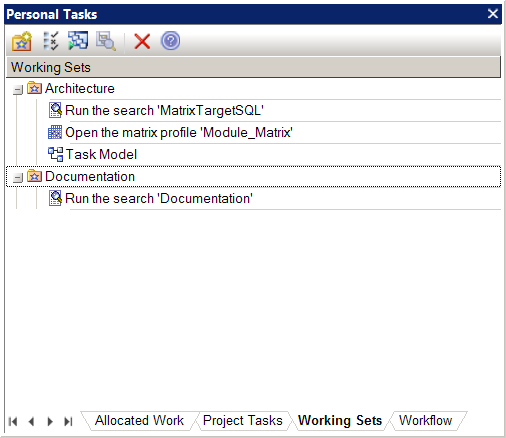 Personal Tasks
Working Sets
Architecture
Run the search 'MatrixTargetSQL'
Open the matrix profile 'Module_Matrix'
Task Model
Documentation
Run the search 'Documentation'
Allocated Work Project Tasks Working Sets Workflow